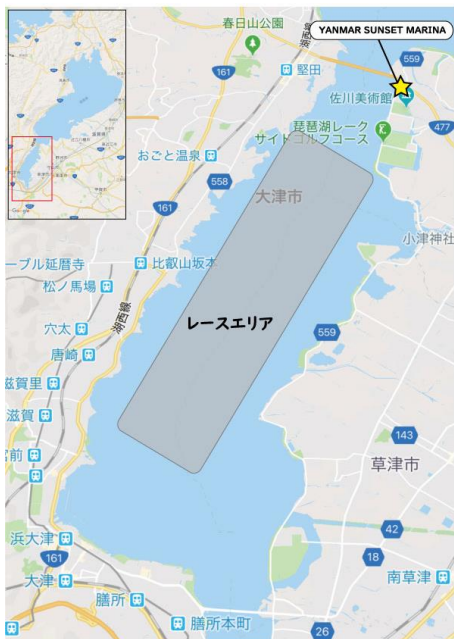 春日山公園
YANMAR SUNSET MARINA
湖西線
161
堅田
559
佐川美術館
477
琵琶湖レーク
サイドゴルフコース
おごと温泉
558
大津市
161
小津神社
ーブル延暦寺
比叡山坂本
松ノ馬場
湖西線
レースエリア
穴太
559
唐崎
滋賀里
滋賀
143
宮前
草津市
42
浜大津
161
18
大津
南草津
膳所
膳所本町
26